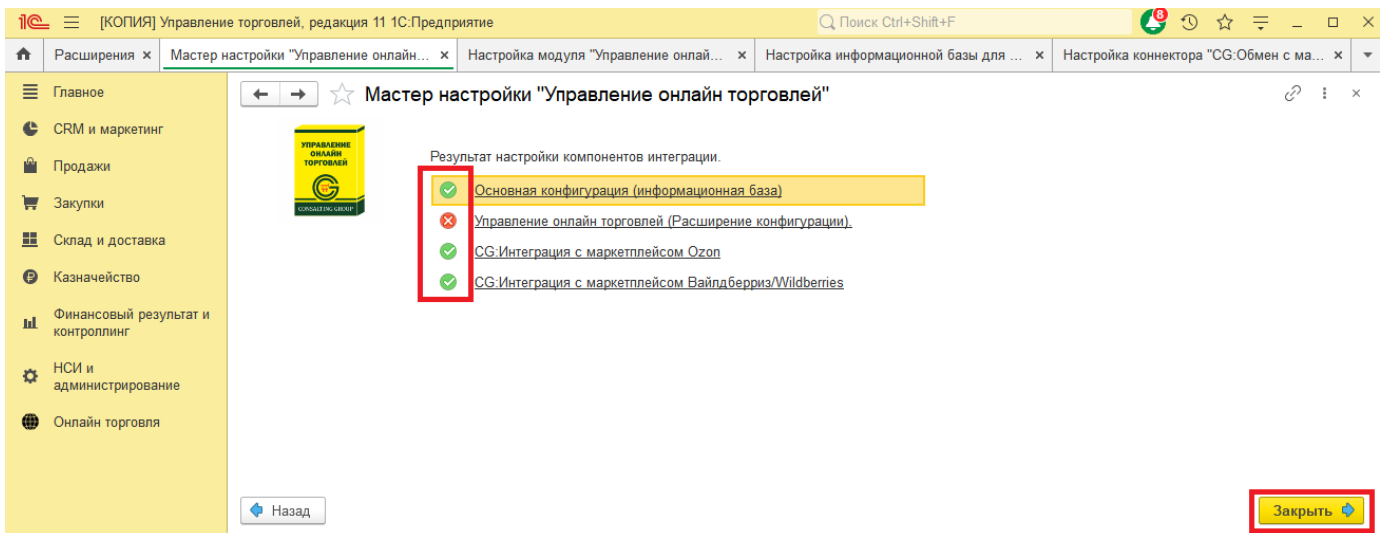 [КОПИЯ] Управление торговлей, редакция 11 1С:Предприятие
Поиск Ctrl+Shift+F
8
Расширения
Мастер настройки "Управление онлайн...
Настройка модуля "Управление онлай...
Настройка информационной базы для ...
Настройка коннектора "CG:Обмен с ма...
Главное
CRM и маркетинг
Продажи
Закупки
Склад и доставка
Казначейство
Финансовый результат и
контроллинг
НСИ и
администрирование
Онлайн торговля
Мастер настройки "Управление онлайн торговлей"
УПРАВЛЕНИЕ
ОНЛАЙН
ТОРГОВЛЕЙ
CONSALTING GROUP
Результат настройки компонентов интеграции.
Основная конфигурация (информационная база)
Управление онлайн торговлей (Расширение конфигурации).
CG:Интеграция с маркетплейсом Ozon
CG:Интеграция с маркетплейсом Вайлдберриз/Wildberries
Назад
Закрыть